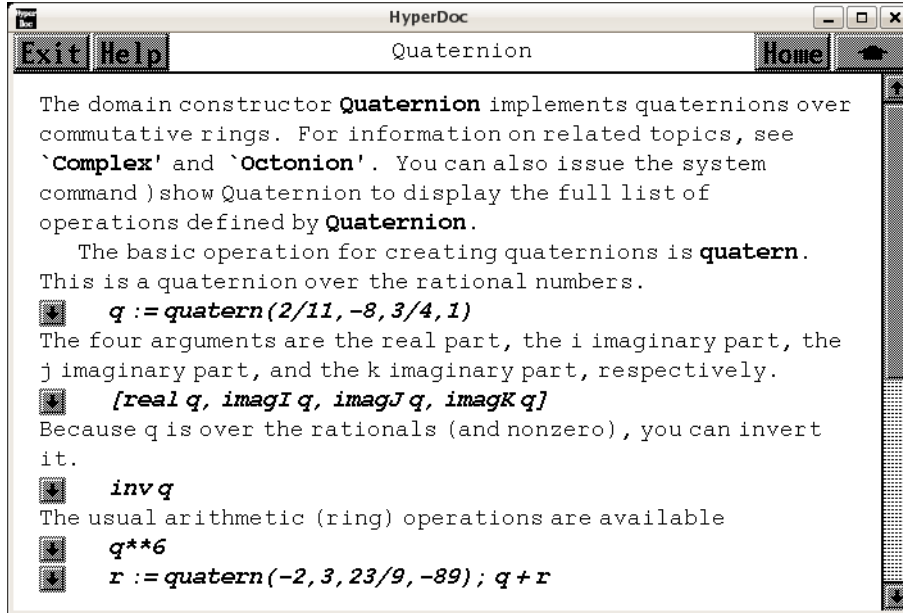 Hyper Doc
HyperDoc
Exit Help Quaternion Home
The domain constructor Quaternion implements quaternions over
commutative rings. For information on related topics, see
`Complex' and `Octonion'. You can also issue the system
command )show Quaternion to display the full list of
operations defined by Quaternion.
The basic operation for creating quaternions is quatern.
This is a quaternion over the rational numbers.
q := quatern(2/11,-8,3/4,1)
The four arguments are the real part, the i imaginary part, the
j imaginary part, and the k imaginary part, respectively.
[real q, imagI q, imagJ q, imagK q]
Because q is over the rationals (and nonzero), you can invert
it.
inv q
The usual arithmetic (ring) operations are available
q**6
r := quatern(-2,3,23/9,-89); q + r